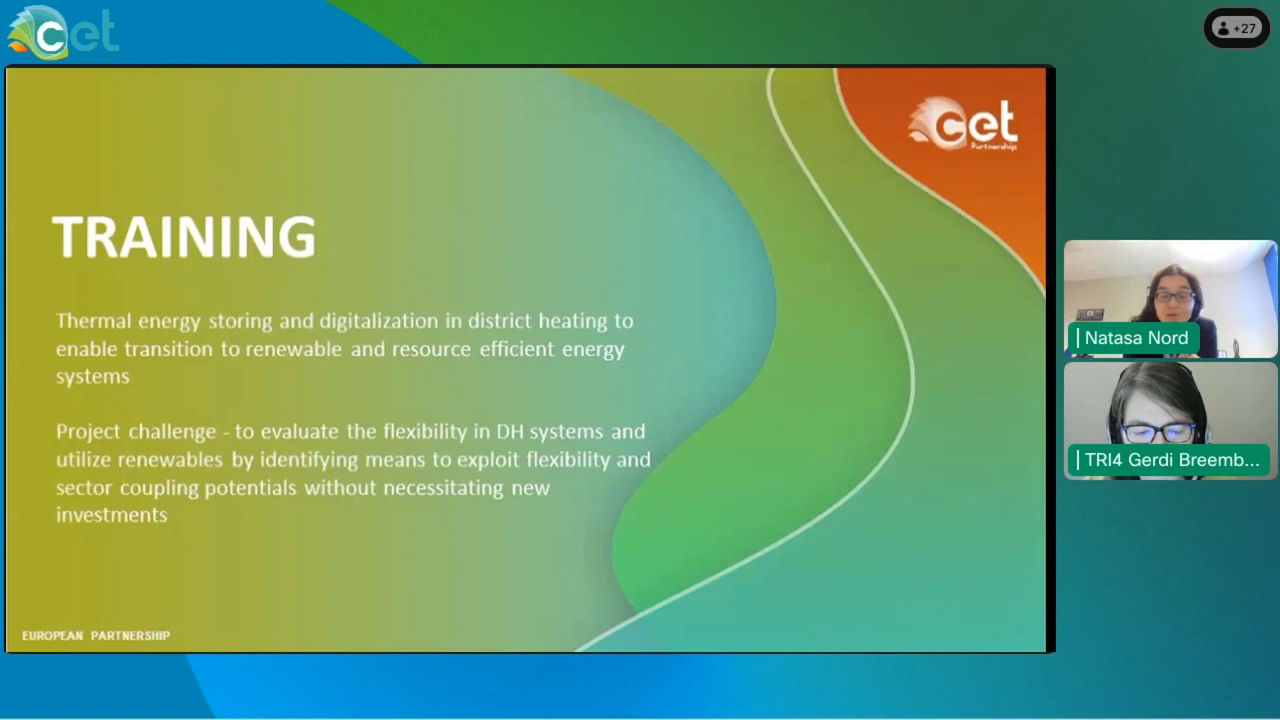 cet
+27
cet
Partnership
TRAINING
Thermal energy storing and digitalization in district heating to
enable transition to renewable and resource efficient energy
systems
Project challenge - to evaluate the flexibility in DH systems and
utilize renewables by identifying means to exploit flexibility and
sector coupling potentials without necessitating new
investments
EUROPEAN PARTNERSHIP
Natasa Nord
TRI4 Gerdi Breemb...